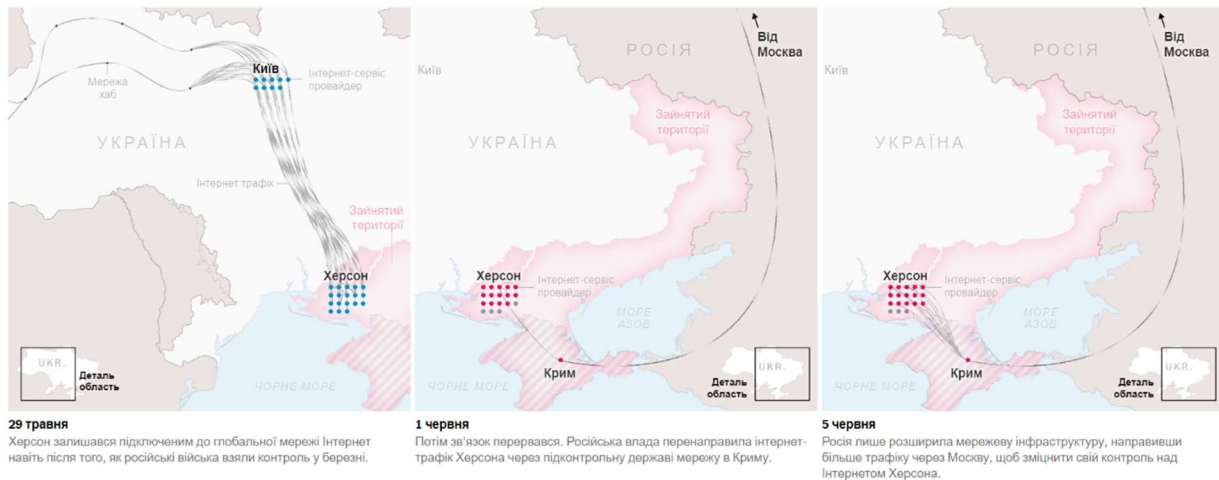 Київ
Інтернет-сервіс
провайдер
Мережа
хаб
УКРАЇНА
Інтернет трафік
Зайнятий
території
Херсон
UKR.
Деталь
область
ЧОРНЕ МОРЕ
29 травня
Херсон залишався підключеним до глобальної мережі Інтернет
навіть після того, як російські війська взяли контроль у березні.
Від
Москва
РОСІЯ
Київ
Зайнятий
території
УКРАЇНА
Херсон
Інтернет-сервіс
провайдер
МОРЕ
АЗОВ
Крим
UKR.
Деталь
область
ЧОРНЕ МОРЕ
1 червня
Потім зв'язок перервався. Російська влада перенаправила інтернет-
трафік Херсона через підконтрольну державі мережу в Криму.
Від
Москва
РОСІЯ
Київ
Зайнятий
території
УКРАЇНА
Херсон
Інтернет-сервіс
провайдер
МОРЕ
АЗОВ
Крим
UKR.
Деталь
область
ЧОРНЕ МОРЕ
5 червня
Росія лише розширила мережеву інфраструктуру, направивши
більше трафіку через Москву, щоб зміцнити свій контроль над
Інтернетом Херсона.